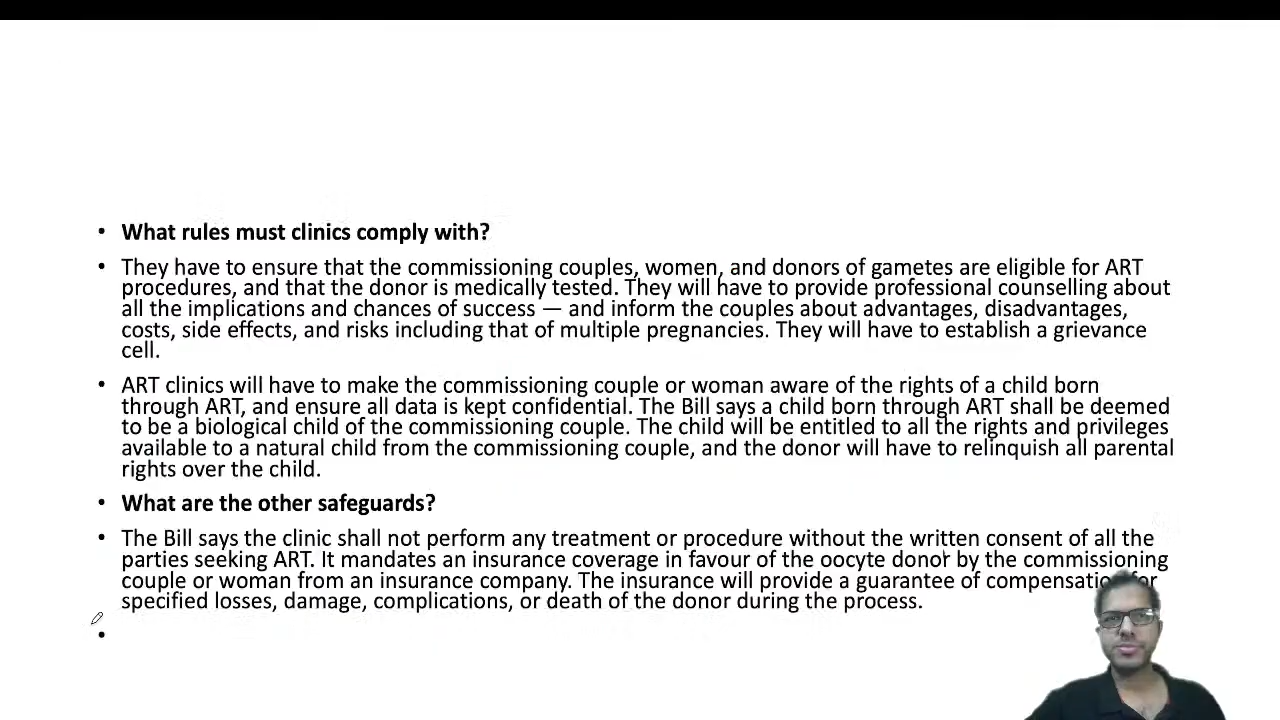 • What rules must clinics comply with?
• They have to ensure that the commissioning couples, women, and donors of gametes are eligible for ART
procedures, and that the donor is medically tested. They will have to provide professional counselling about
all the implications and chances of success — and inform the couples about advantages, disadvantages,
costs, side effects, and risks including that of multiple pregnancies. They will have to establish a grievance
cell.
• ART clinics will have to make the commissioning couple or woman aware of the rights of a child born
through ART, and ensure all data is kept confidential. The Bill says a child born through ART shall be deemed
to be a biological child of the commissioning couple. The child will be entitled to all the rights and privileges
available to a natural child from the commissioning couple, and the donor will have to relinquish all parental
rights over the child.
• What are the other safeguards?
• The Bill says the clinic shall not perform any treatment or procedure without the written consent of all the
parties seeking ART. It mandates an insurance coverage in favour of the oocyte donor by the commissioning
couple or woman from an insurance company. The insurance will provide a guarantee of compensation for
specified losses, damage, complications, or death of the donor during the process.
•